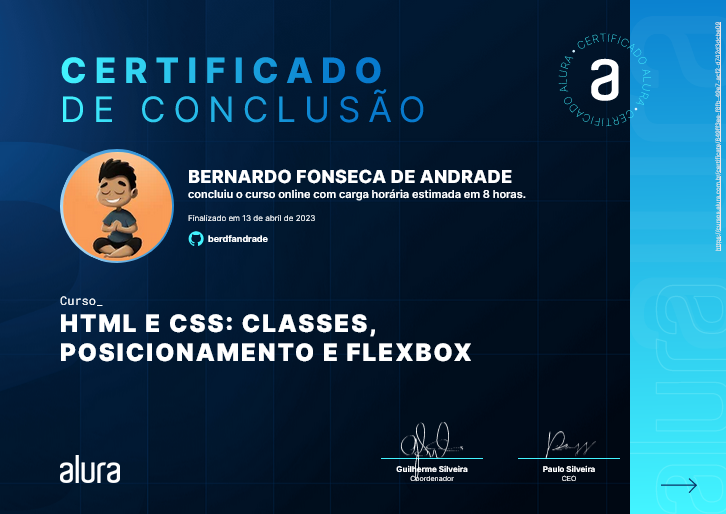 CERTIFICADO
DE CONCLUSÃO
CERTIFICADO ALURA • CERTIFICADO ALURA •
a
BERNARDO FONSECA DE ANDRADE
concluiu o curso online com carga horária estimada em 8 horas.
Finalizado em 13 de abril de 2023
berdfandrade
Curso_
HTML E CSS: CLASSES,
POSICIONAMENTO E FLEXBOX
Guilherme Silveira
Coordenador
Paulo Silveira
CEO
alura
alura